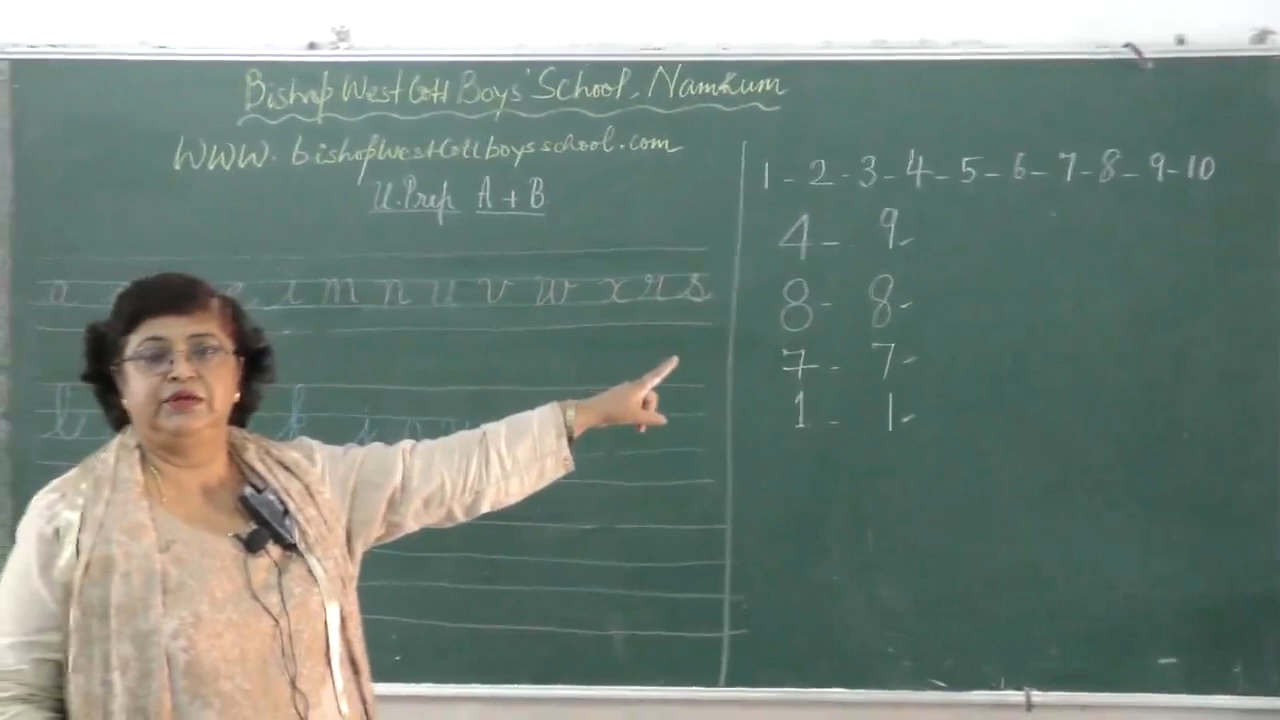 Bishop WestCott Boys' School, Namkum
WWW.bishopwestcottboysschool.com
U.Prep A + B
a e i m n u v w x r s
b
1 - 2 - 3 - 4 - 5 - 6 - 7 - 8 - 9 - 10
4 - 9 -
8 - 8 -
7 - 7 -
1 - 1 -